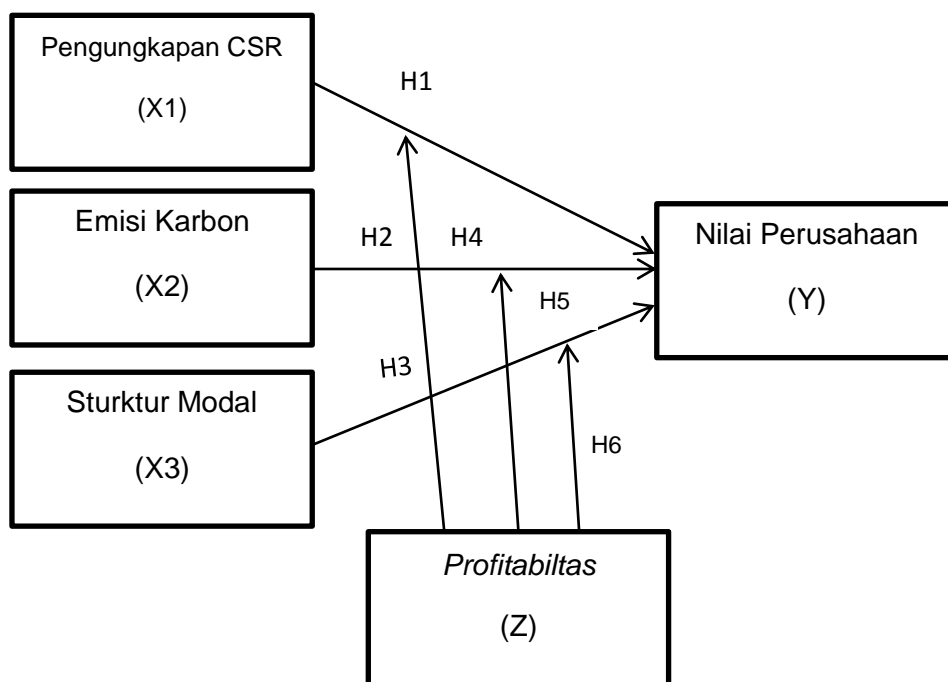 Pengungkapan CSR
(X1)
H1
Emisi Karbon
(X2)
H2
H4
Nilai Perusahaan
(Y)
H5
Sturktur Modal
(X3)
H3
H6
Profitabiltas
(Z)